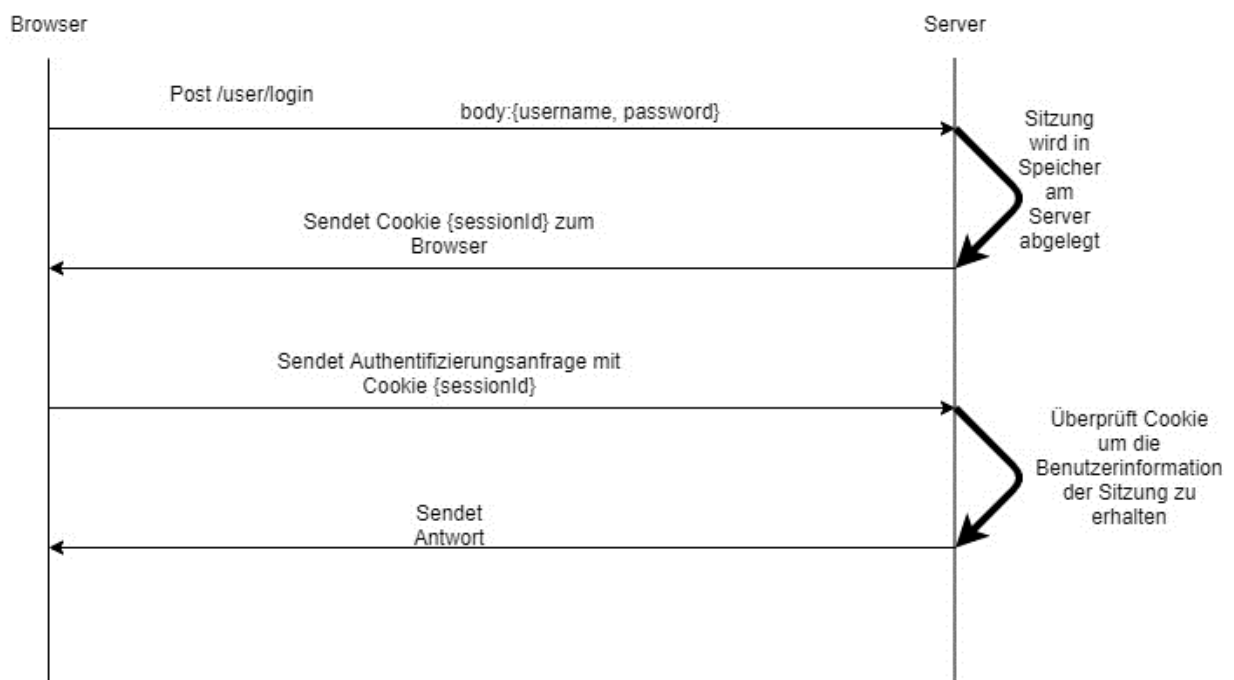 Browser
Server
Post /user/login
body:{username, password}
Sitzung
wird in
Speicher
am
Server
abgelegt
Sendet Cookie {sessionId} zum
Browser
Sendet Authentifizierungsanfrage mit
Cookie {sessionId}
Überprüft Cookie
um die
Benutzerinformation
der Sitzung zu
erhalten
Sendet
Antwort